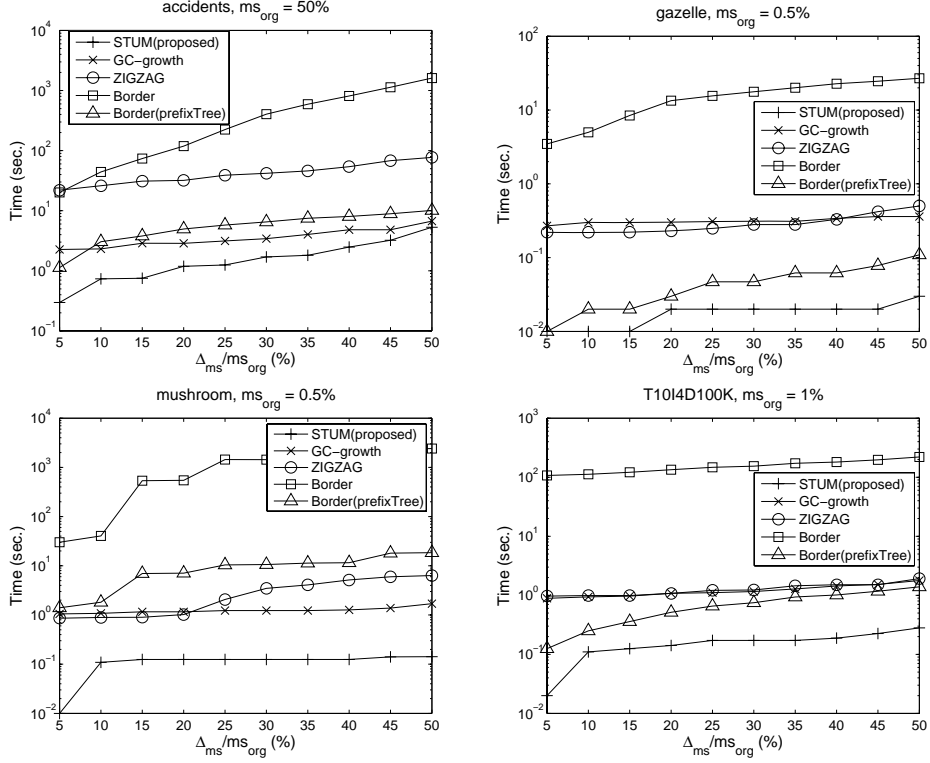 accidents, ms_org = 50%
10^4
10^3
10^2
10^1
10^0
10^-1
Time (sec.)
STUM(proposed)
GC-growth
ZIGZAG
Border
Border(prefixTree)
5 10 15 20 25 30 35 40 45 50
Δ_ms/ms_org (%)
gazelle, ms_org = 0.5%
10^2
10^1
10^0
10^-1
10^-2
Time (sec.)
STUM(proposed)
GC-growth
ZIGZAG
Border
Border(prefixTree)
5 10 15 20 25 30 35 40 45 50
Δ_ms/ms_org (%)
mushroom, ms_org = 0.5%
10^4
10^3
10^2
10^1
10^0
10^-1
10^-2
Time (sec.)
STUM(proposed)
GC-growth
ZIGZAG
Border
Border(prefixTree)
5 10 15 20 25 30 35 40 45 50
Δ_ms/ms_org (%)
T10I4D100K, ms_org = 1%
10^3
10^2
10^1
10^0
10^-1
10^-2
Time (sec.)
STUM(proposed)
GC-growth
ZIGZAG
Border
Border(prefixTree)
5 10 15 20 25 30 35 40 45 50
Δ_ms/ms_org (%)